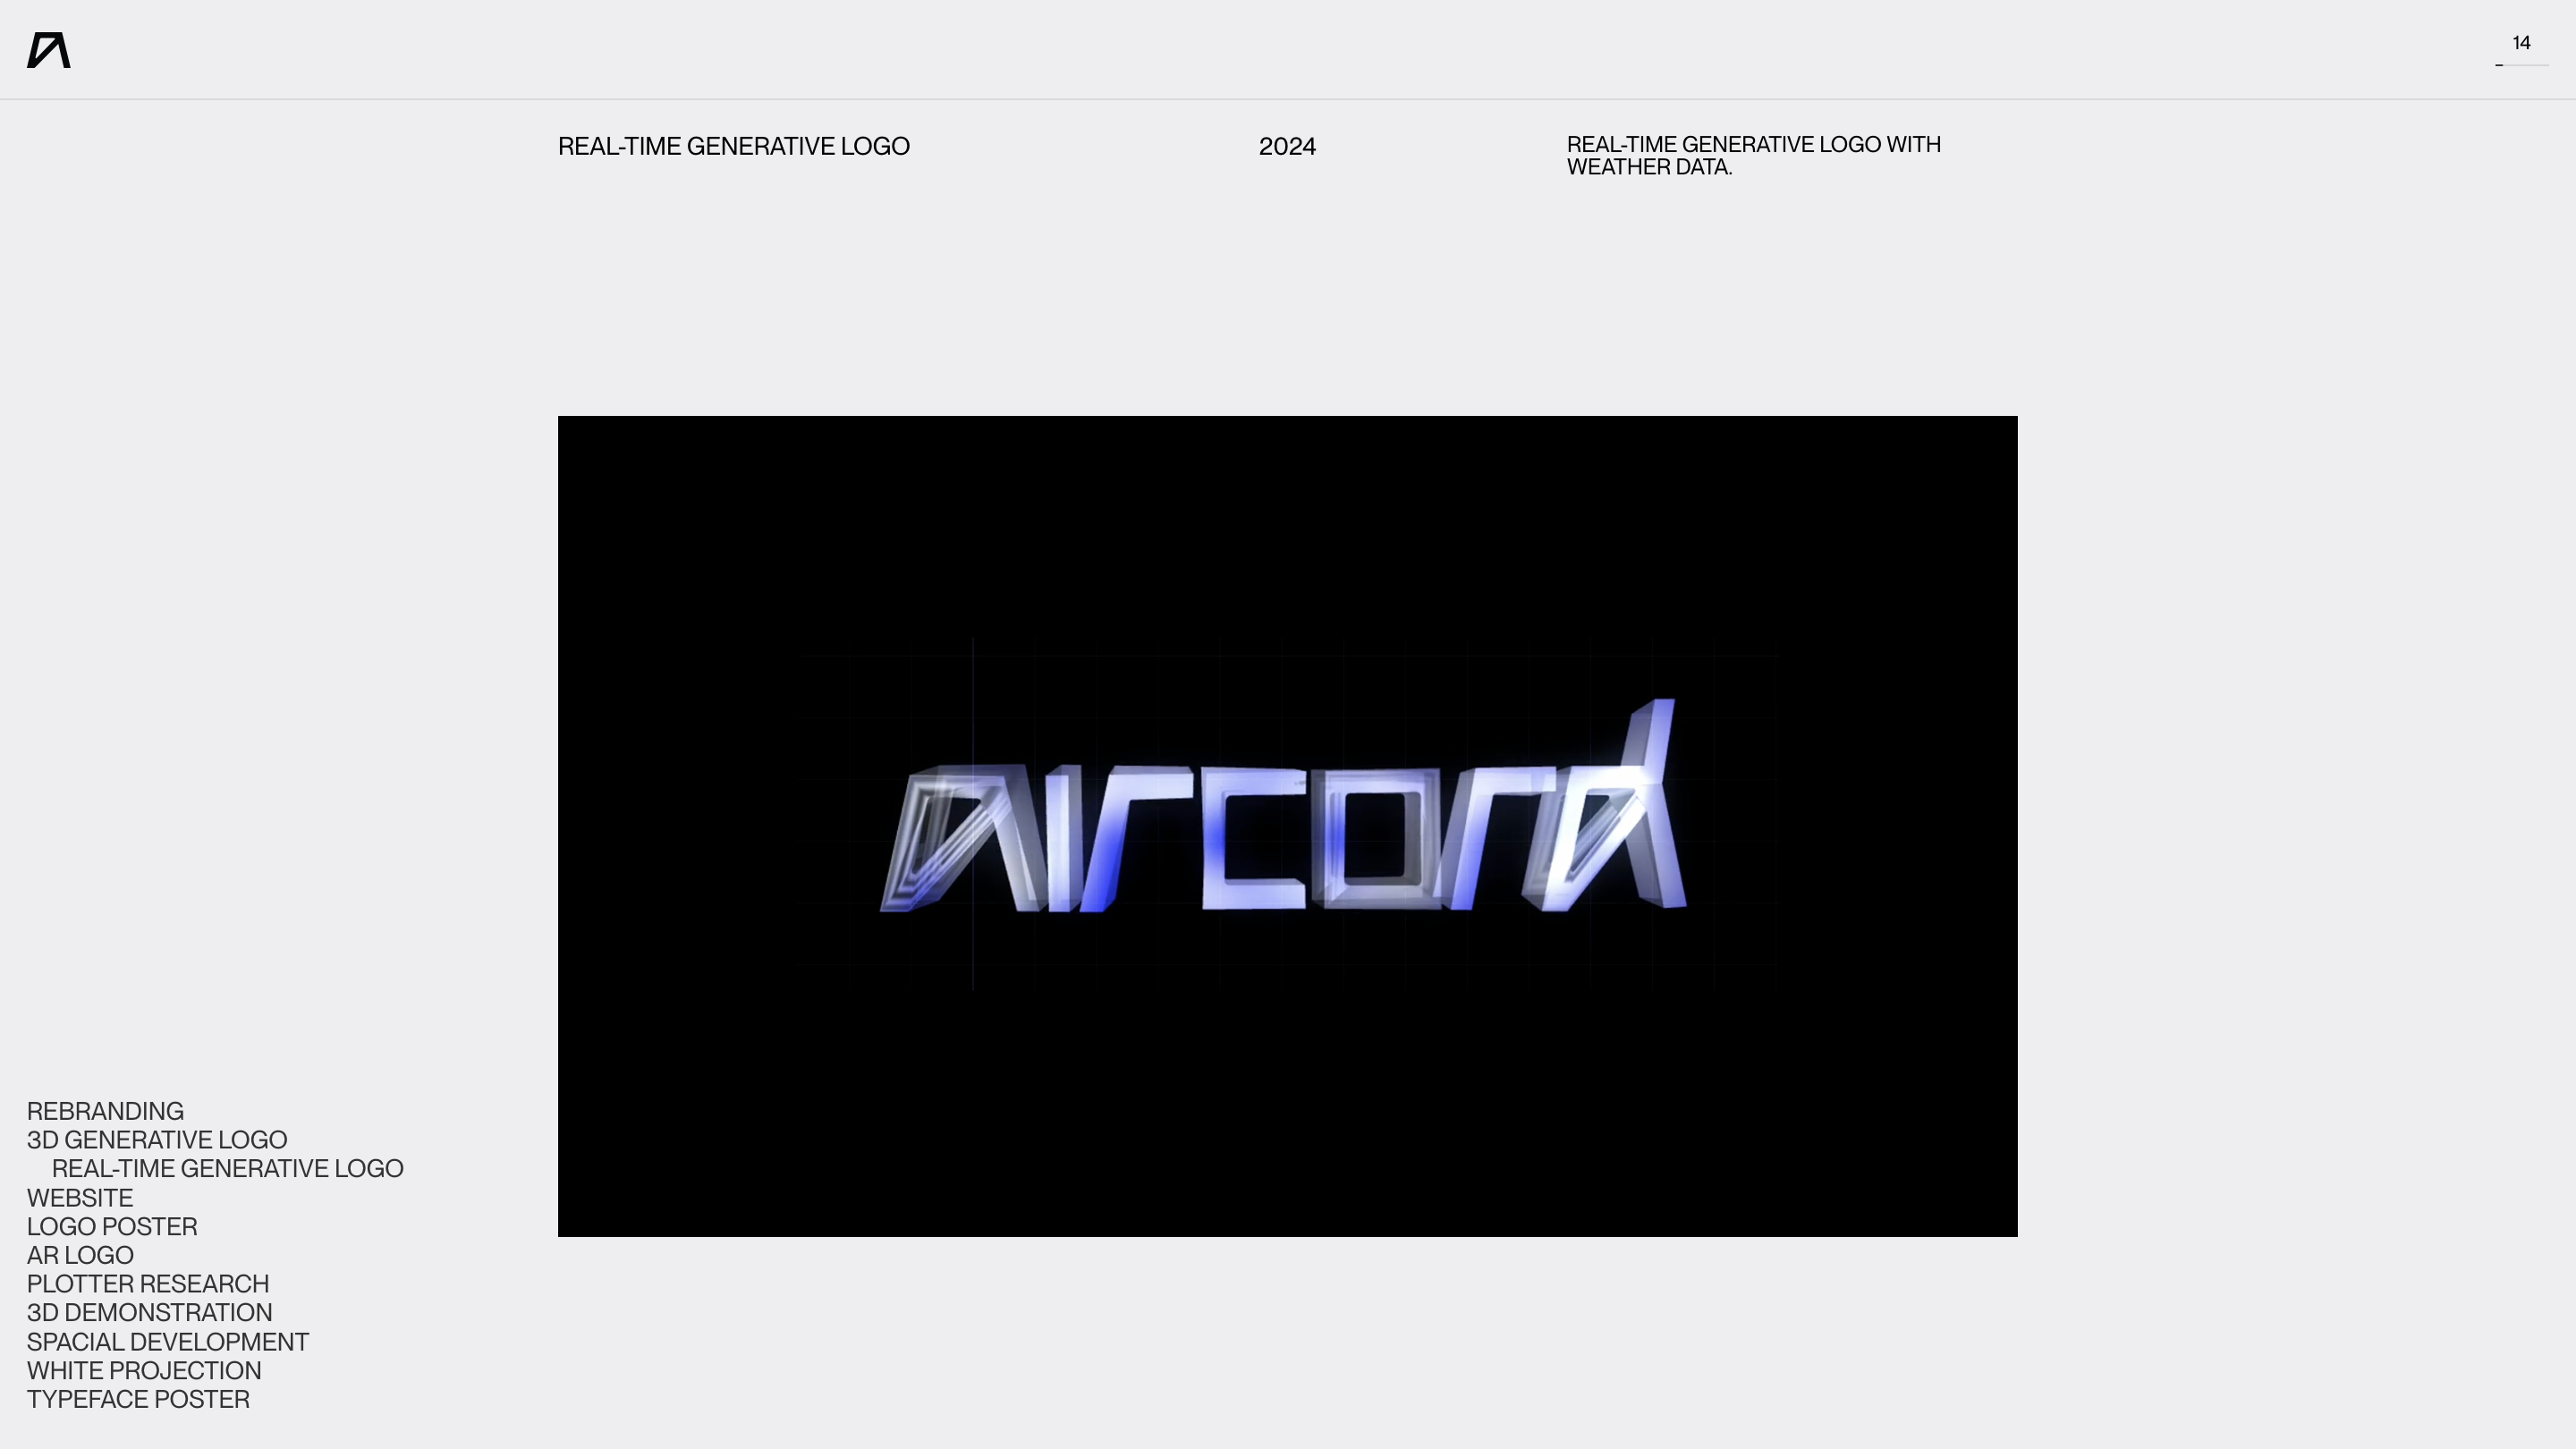 14
REAL-TIME GENERATIVE LOGO
2024
REAL-TIME GENERATIVE LOGO WITH
WEATHER DATA.
aircord
REBRANDING
3D GENERATIVE LOGO
REAL-TIME GENERATIVE LOGO
WEBSITE
LOGO POSTER
AR LOGO
PLOTTER RESEARCH
3D DEMONSTRATION
SPACIAL DEVELOPMENT
WHITE PROJECTION
TYPEFACE POSTER